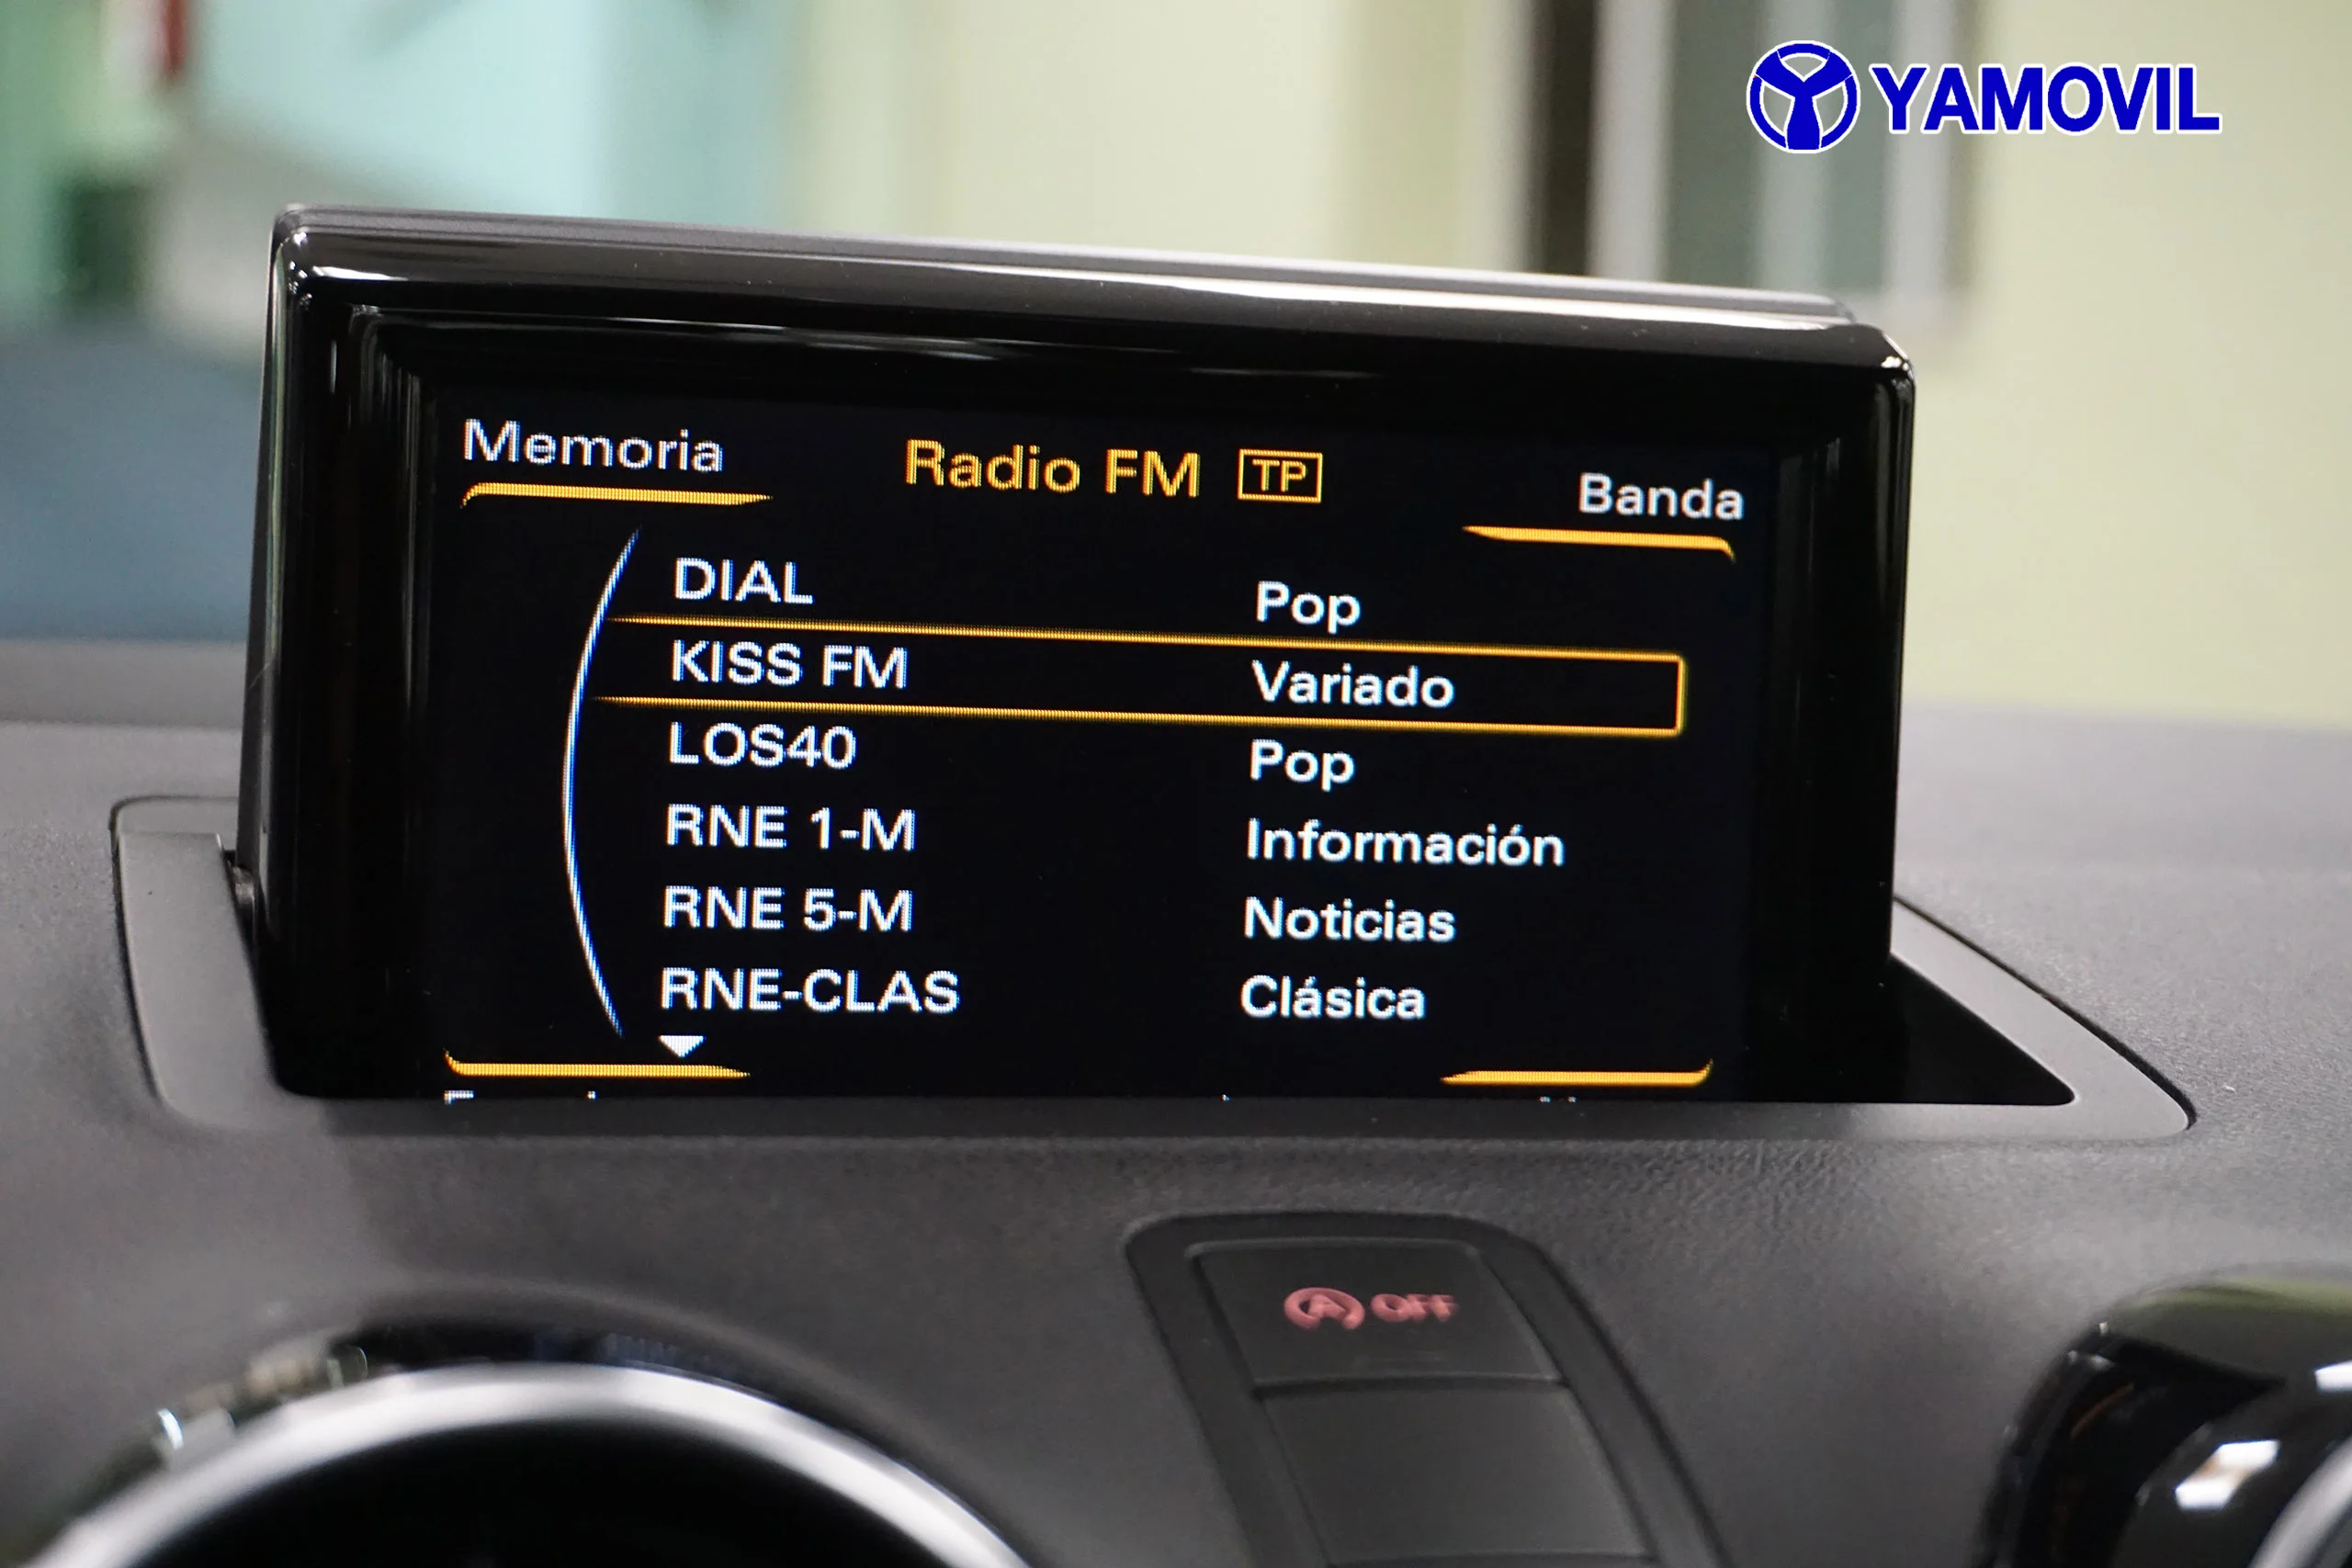 YAMOVIL
Memoria
Radio FM TP
Banda
DIAL Pop
KISS FM Variado
LOS40 Pop
RNE 1-M Información
RNE 5-M Noticias
RNE-CLAS Clásica
A OFF